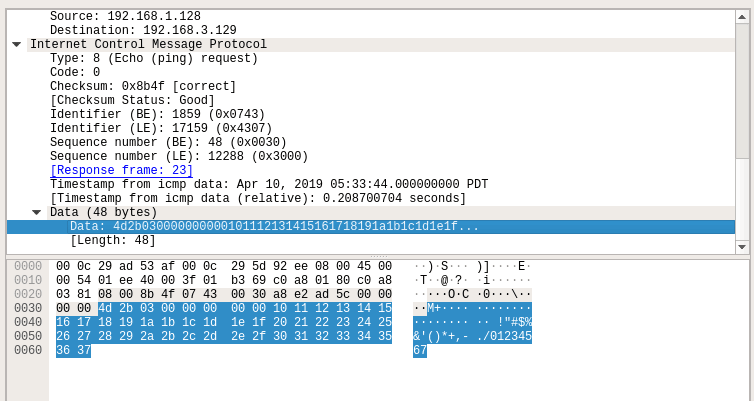 Source: 192.168.1.128
Destination: 192.168.3.129
Internet Control Message Protocol
Type: 8 (Echo (ping) request)
Code: 0
Checksum: 0x8b4f [correct]
[Checksum Status: Good]
Identifier (BE): 1859 (0x0743)
Identifier (LE): 17159 (0x4307)
Sequence number (BE): 48 (0x0030)
Sequence number (LE): 12288 (0x3000)
[Response frame: 23]
Timestamp from icmp data: Apr 10, 2019 05:33:44.000000000 PDT
[Timestamp from icmp data (relative): 0.208700704 seconds]
Data (48 bytes)
Data: 4d2b030000000000101112131415161718191a1b1c1d1e1f...
[Length: 48]
0000 00 0c 29 ad 53 af 00 0c 29 5d 92 ee 08 00 45 00 ··)·S··· )]····E·
0010 00 54 01 ee 40 00 3f 01 b3 69 c0 a8 01 80 c0 a8 ·T··@·?· ·i······
0020 03 81 08 00 8b 4f 07 43 00 30 a8 e2 ad 5c 00 00 ·····O·C ·0···\··
0030 00 00 4d 2b 03 00 00 00 00 00 10 11 12 13 14 15 ··M+···· ········
0040 16 17 18 19 1a 1b 1c 1d 1e 1f 20 21 22 23 24 25 ········ ·· !"#$%
0050 26 27 28 29 2a 2b 2c 2d 2e 2f 30 31 32 33 34 35 &'()*+,- ./012345
0060 36 37 67